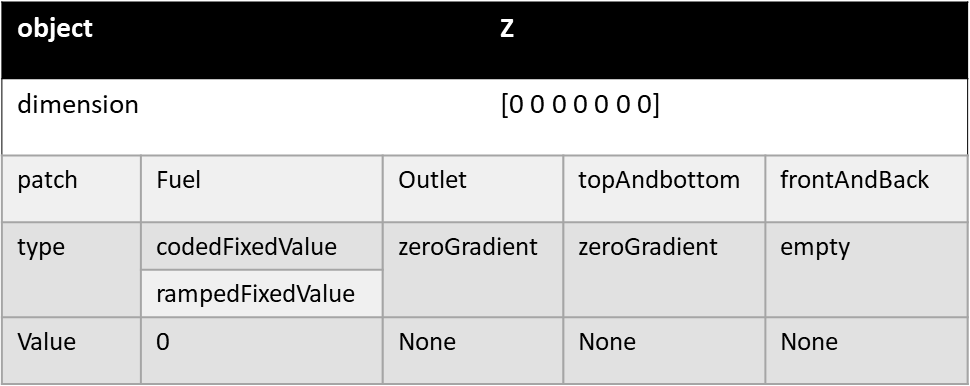 object Z
dimension [0 0 0 0 0 0 0]
patch Fuel Outlet topAndbottom frontAndBack
type codedFixedValue zeroGradient zeroGradient empty
rampedFixedValue
Value 0 None None None